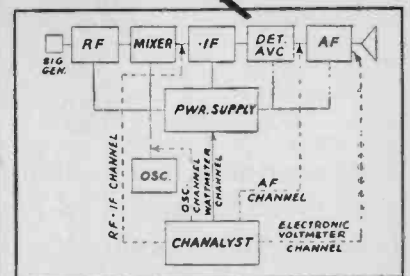 SIG
GEN.
RF
MIXER
·IF
DET.
AVC
AF
PWR. SUPPLY
OSC.
RF-IF CHANNEL
OSC.
CHANNEL
WATTMETER
CHANNEL
AF
CHANNEL
ELECTRONIC
VOLTMETER
CHANNEL
CHANALYST